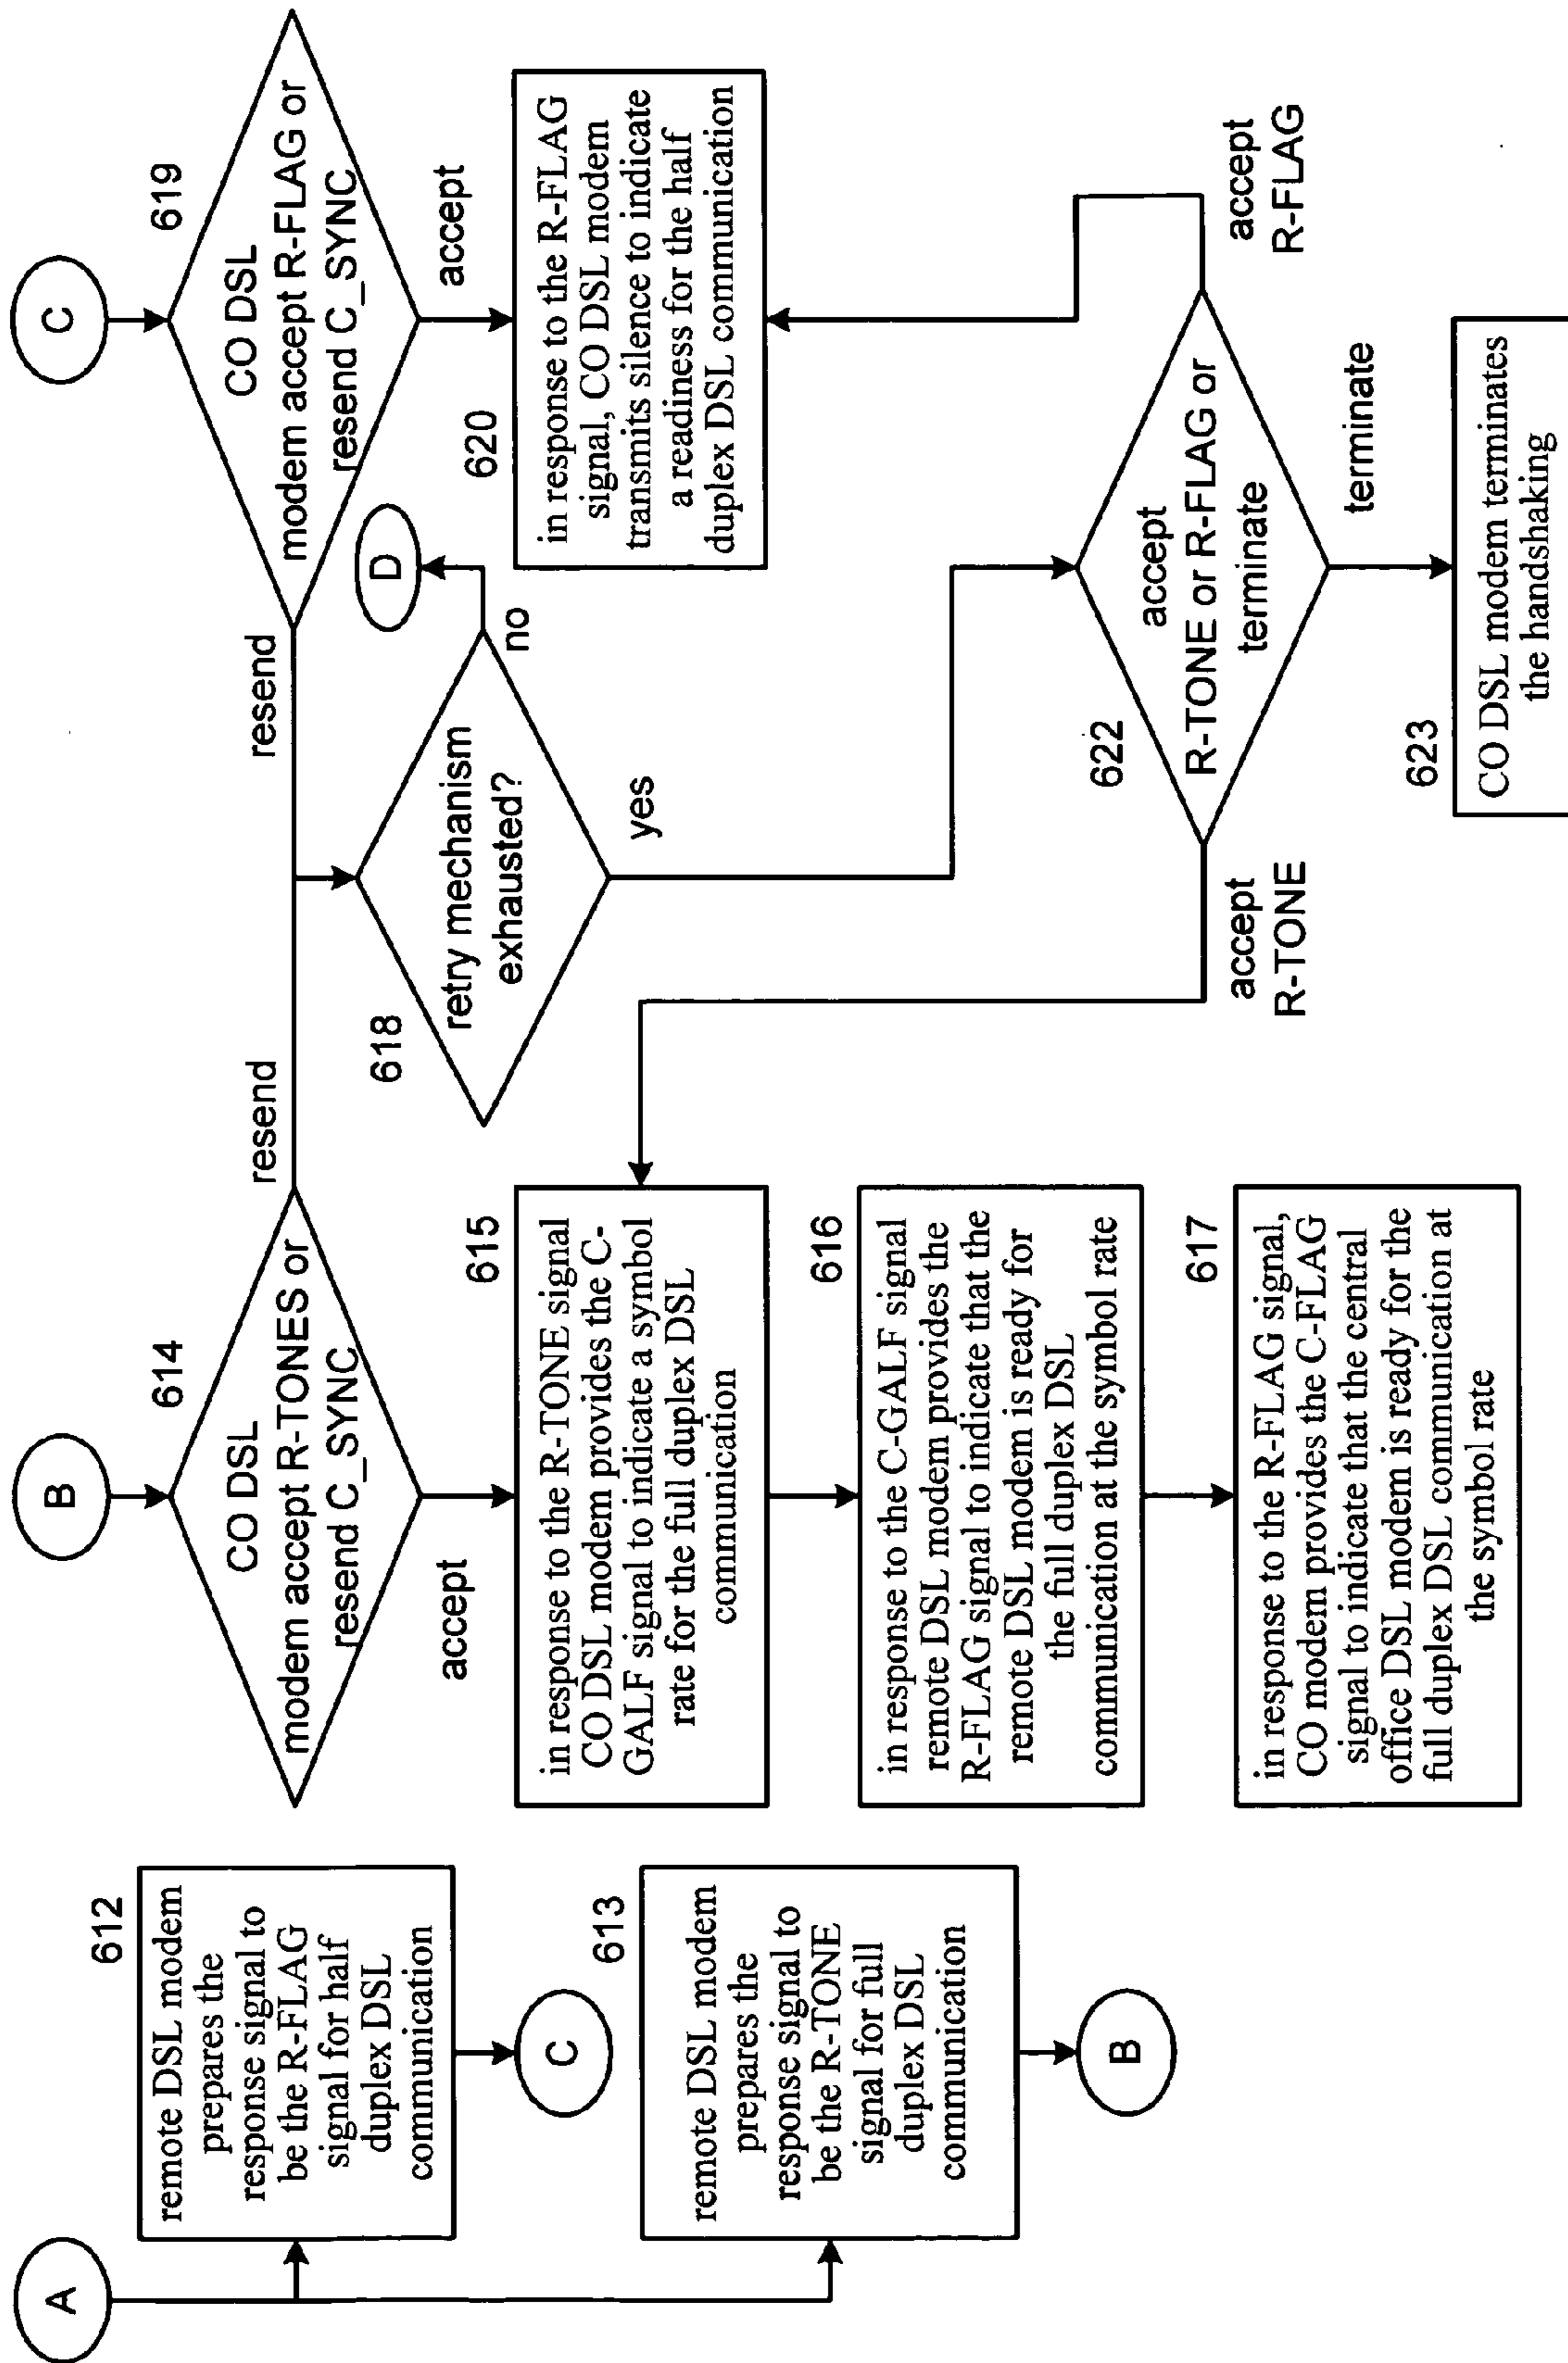 A
612
remote DSL modem
prepares the
response signal to
be the R-FLAG
signal for half
duplex DSL
communication
C
613
remote DSL modem
prepares the
response signal to
be the R-TONE
signal for full
duplex DSL
communication
B
B
614
CO DSL
modem accept R-TONES or
resend C_SYNC
resend
accept
615
in response to the R-TONE signal
CO DSL modem provides the C-
GALF signal to indicate a symbol
rate for the full duplex DSL
communication
616
in response to the C-GALF signal
remote DSL modem provides the
R-FLAG signal to indicate that the
remote DSL modem is ready for
the full duplex DSL
communication at the symbol rate
617
in response to the R-FLAG signal,
CO modem provides the C-FLAG
signal to indicate that the central
office DSL modem is ready for the
full duplex DSL communication at
the symbol rate
618
retry mechanism
exhausted?
no
yes
D
C
619
CO DSL
modem accept R-FLAG or
resend C_SYNC
resend
accept
620
in response to the R-FLAG
signal, CO DSL modem
transmits silence to indicate
a readiness for the half
duplex DSL communication
622
accept
R-TONE or R-FLAG or
terminate
accept
R-TONE
accept
R-FLAG
terminate
623
CO DSL modem terminates
the handshaking